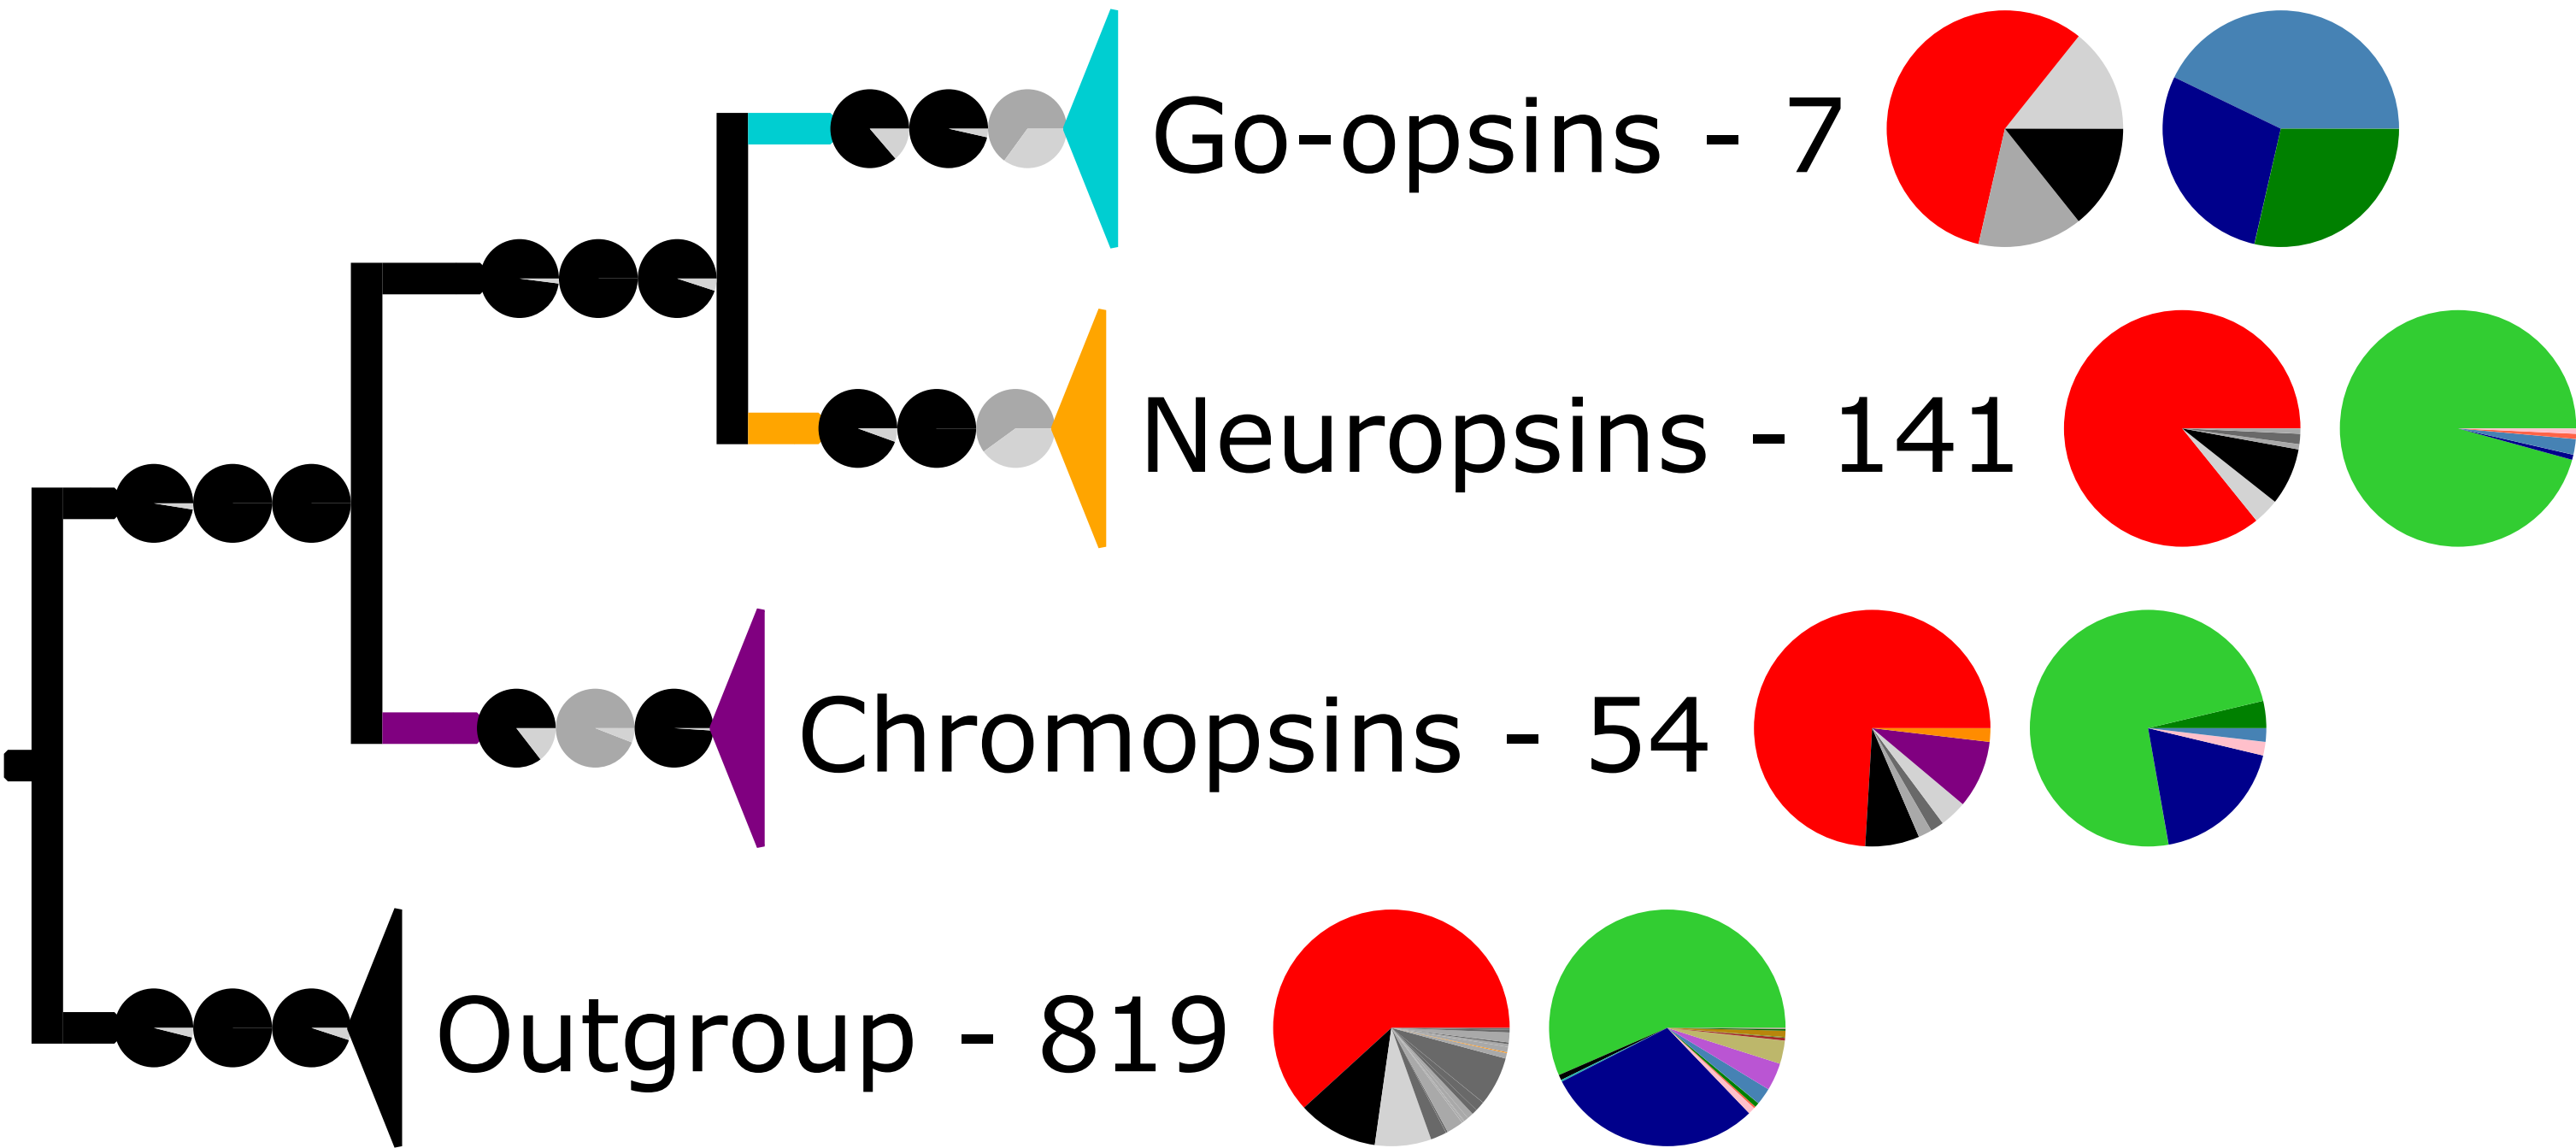 Go-opsins - 7
Neuropsins - 141
Chromopsins - 54
Outgroup - 819